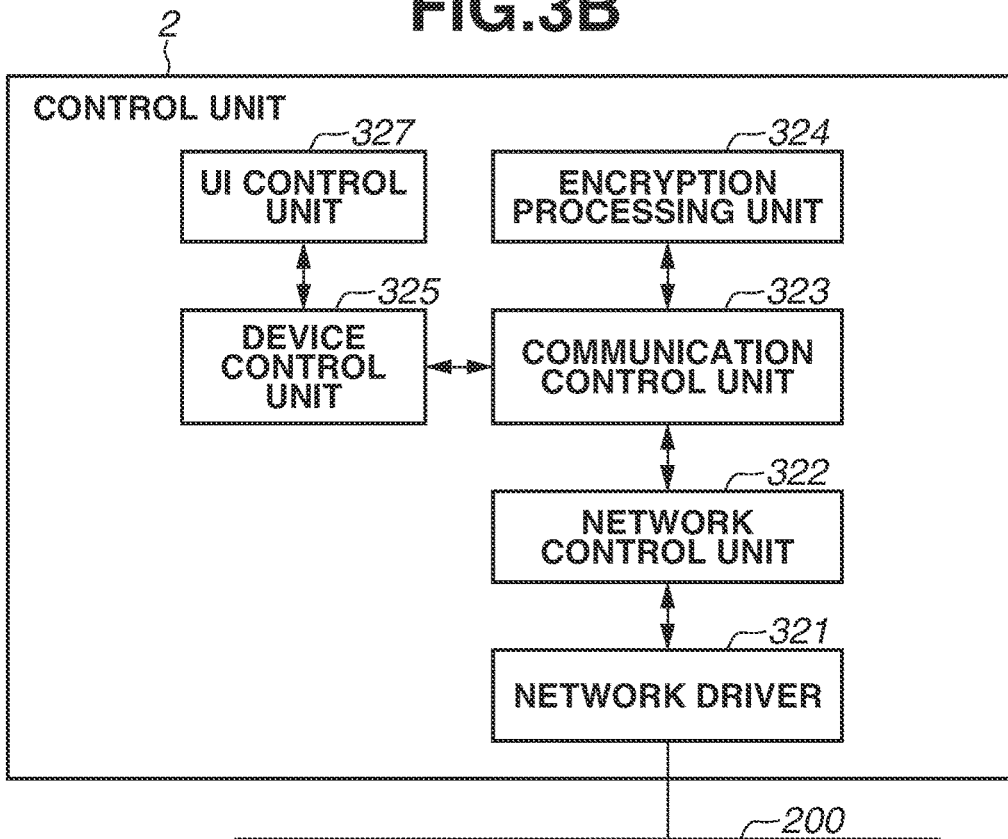 FIG.3B
2
CONTROL UNIT
327
UI CONTROL
UNIT
324
ENCRYPTION
PROCESSING UNIT
325
DEVICE
CONTROL
UNIT
323
COMMUNICATION
CONTROL UNIT
322
NETWORK
CONTROL UNIT
321
NETWORK DRIVER
200